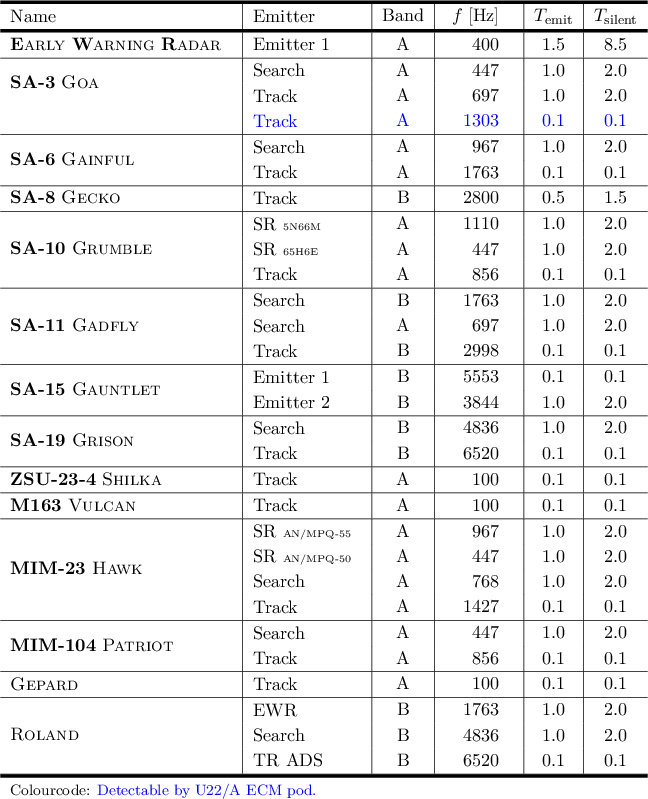 Name Emitter Band f [Hz] T_emit T_silent
EARLY WARNING RADAR Emitter 1 A 400 1.5 8.5
SA-3 GOA Search A 447 1.0 2.0
Track A 697 1.0 2.0
Track A 1303 0.1 0.1
SA-6 GAINFUL Search A 967 1.0 2.0
Track A 1763 0.1 0.1
SA-8 GECKO Track B 2800 0.5 1.5
SA-10 GRUMBLE SR 5N66M A 1110 1.0 2.0
SR 65H6E A 447 1.0 2.0
Track A 856 0.1 0.1
SA-11 GADFLY Search B 1763 1.0 2.0
Search A 697 1.0 2.0
Track B 2998 0.1 0.1
SA-15 GAUNTLET Emitter 1 B 5553 0.1 0.1
Emitter 2 B 3844 1.0 2.0
SA-19 GRISON Search B 4836 1.0 2.0
Track B 6520 0.1 0.1
ZSU-23-4 SHILKA Track A 100 0.1 0.1
M163 VULCAN Track A 100 0.1 0.1
MIM-23 HAWK SR AN/MPQ-55 A 967 1.0 2.0
SR AN/MPQ-50 A 447 1.0 2.0
Search A 768 1.0 2.0
Track A 1427 0.1 0.1
MIM-104 PATRIOT Search A 447 1.0 2.0
Track A 856 0.1 0.1
GEPARD Track A 100 0.1 0.1
ROLAND EWR B 1763 1.0 2.0
Search B 4836 1.0 2.0
TR ADS B 6520 0.1 0.1
Colourcode: Detectable by U22/A ECM pod.